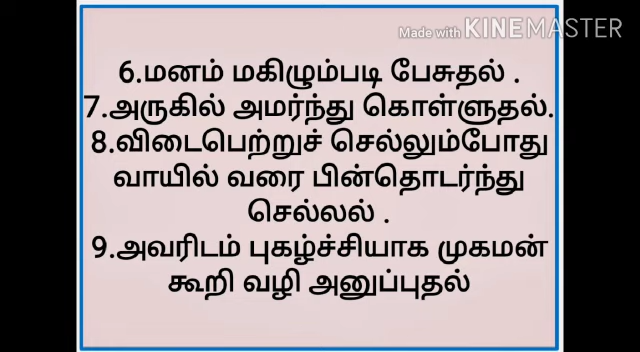 Made with KINEMASTER
6.மனம் மகிழும்படி பேசுதல் .
7.அருகில் அமர்ந்து கொள்ளுதல்.
8.விடைபெற்றுச் செல்லும்போது
வாயில் வரை பின்தொடர்ந்து
செல்லல் .
9.அவரிடம் புகழ்ச்சியாக முகமன்
கூறி வழி அனுப்புதல்